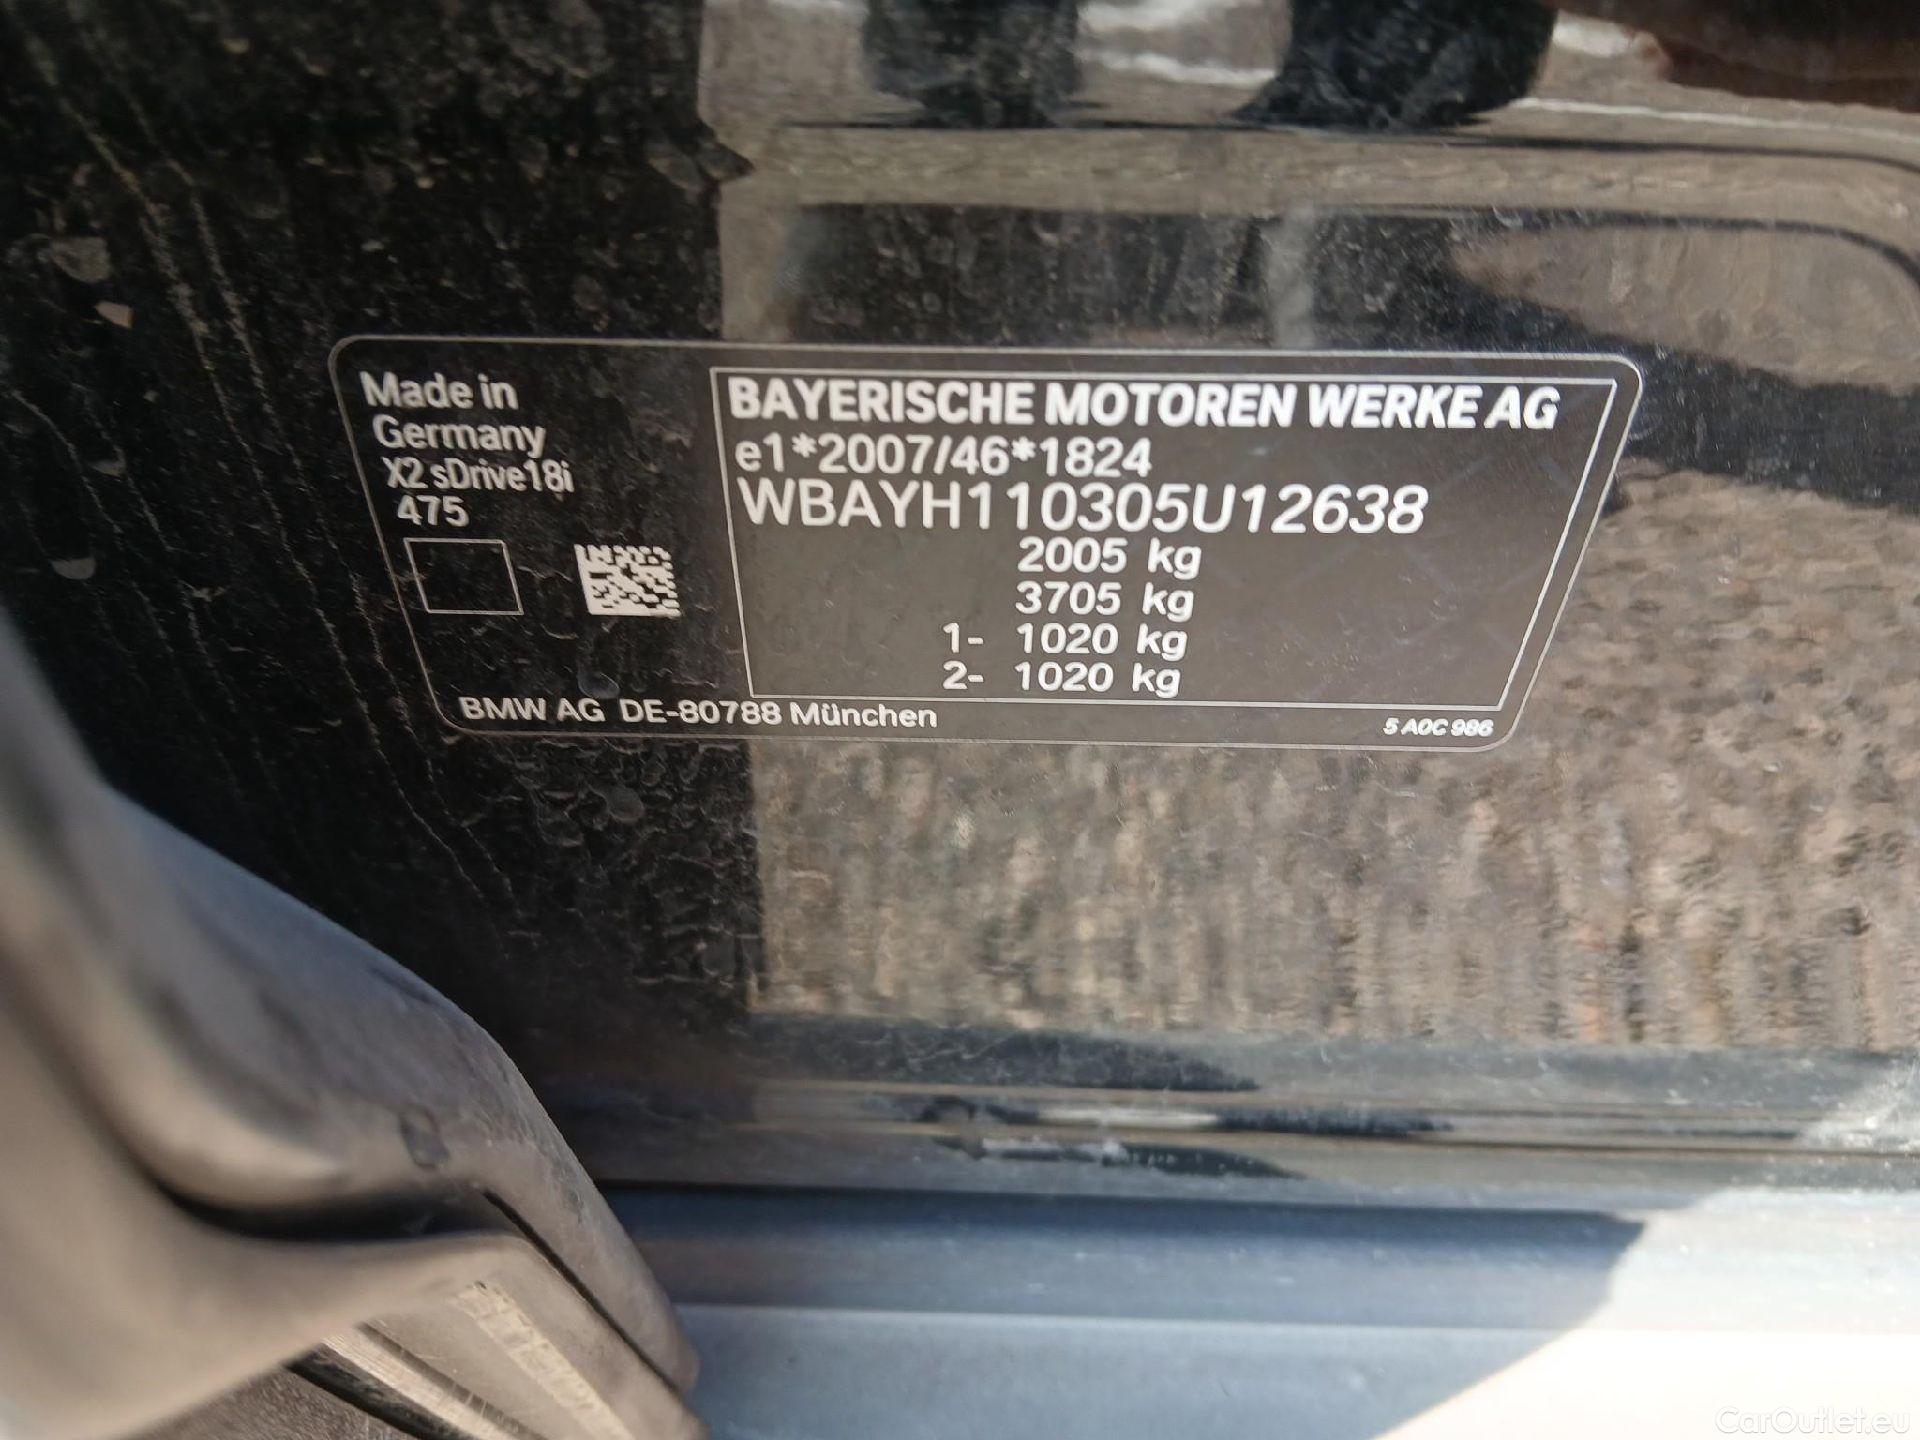 Made in
Germany
X2 sDrive18i
475
BAYERISCHE MOTOREN WERKE AG
e1*2007/46*1824
WBAYH110305U12638
2005 kg
3705 kg
1- 1020 kg
2- 1020 kg
BMW AG DE-80788 München
5 A0C 986
CarOutlet.eu